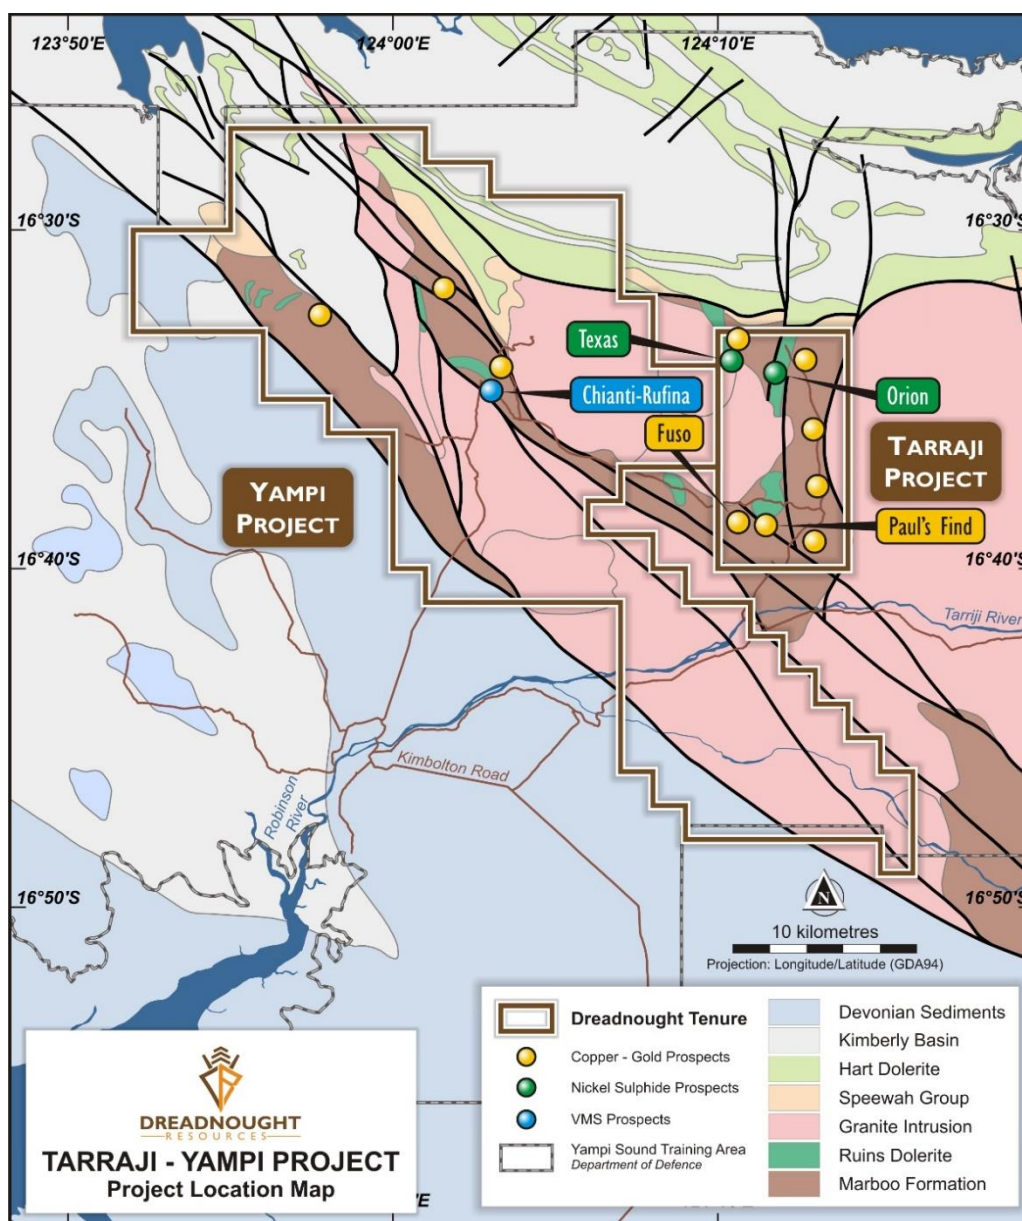 123°50'E
124°00'E
124°10'E
16°30'S
16°30'S
Texas
Chianti-Rufina
Orion
Fuso
TARRAJI
PROJECT
YAMPI
PROJECT
Paul's Find
16°40'S
16°40'S
Tarriji River
Kimbolton Road
Robinson
River
16°50'S
16°50'S
N
10 kilometres
Projection: Longitude/Latitude (GDA94)
Dreadnought Tenure
Copper - Gold Prospects
Nickel Sulphide Prospects
VMS Prospects
Yampi Sound Training Area
Department of Defence
Devonian Sediments
Kimberly Basin
Hart Dolerite
Speewah Group
Granite Intrusion
Ruins Dolerite
Marboo Formation
DREADNOUGHT
RESOURCES
TARRAJI - YAMPI PROJECT
Project Location Map